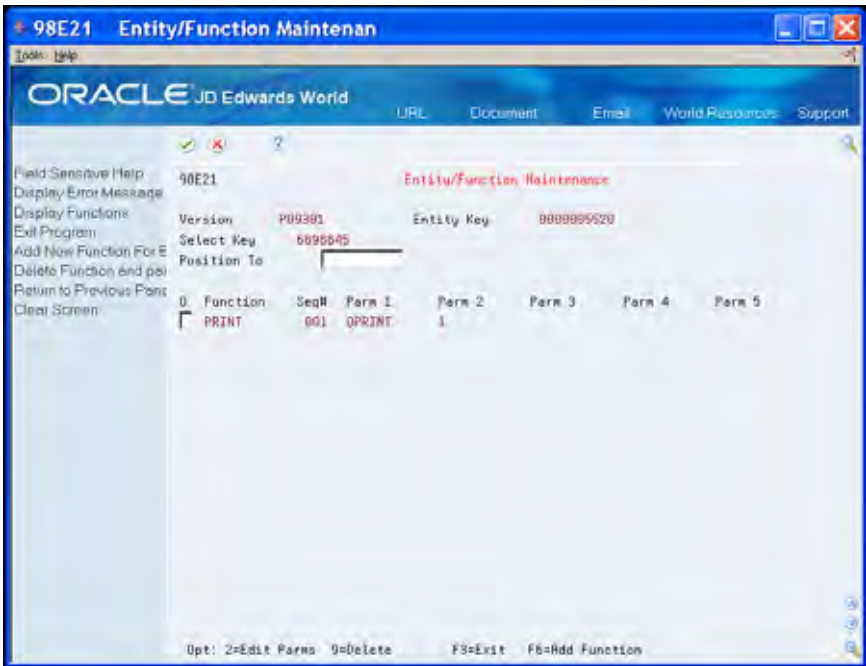 98E21 Entity/Function Maintenan
Tools Help
ORACLE JD Edwards World
URL Document Email World Resources Support
Field Sensitive Help
Display Error Message
Display Functions
Exit Program
Add New Function For E
Delete Function and par
Return to Previous Pane
Clear Screen
98E21 Entity/Function Maintenance
Version P09301 Entity Key
Select Key
Position To
O Function Seq# Parm 1 Parm 2 Parm 3 Parm 4 Parm 5
PRINT 001 QPRINT 1
Opt: 2=Edit Parms 9=Delete F3=Exit F6=Add Function